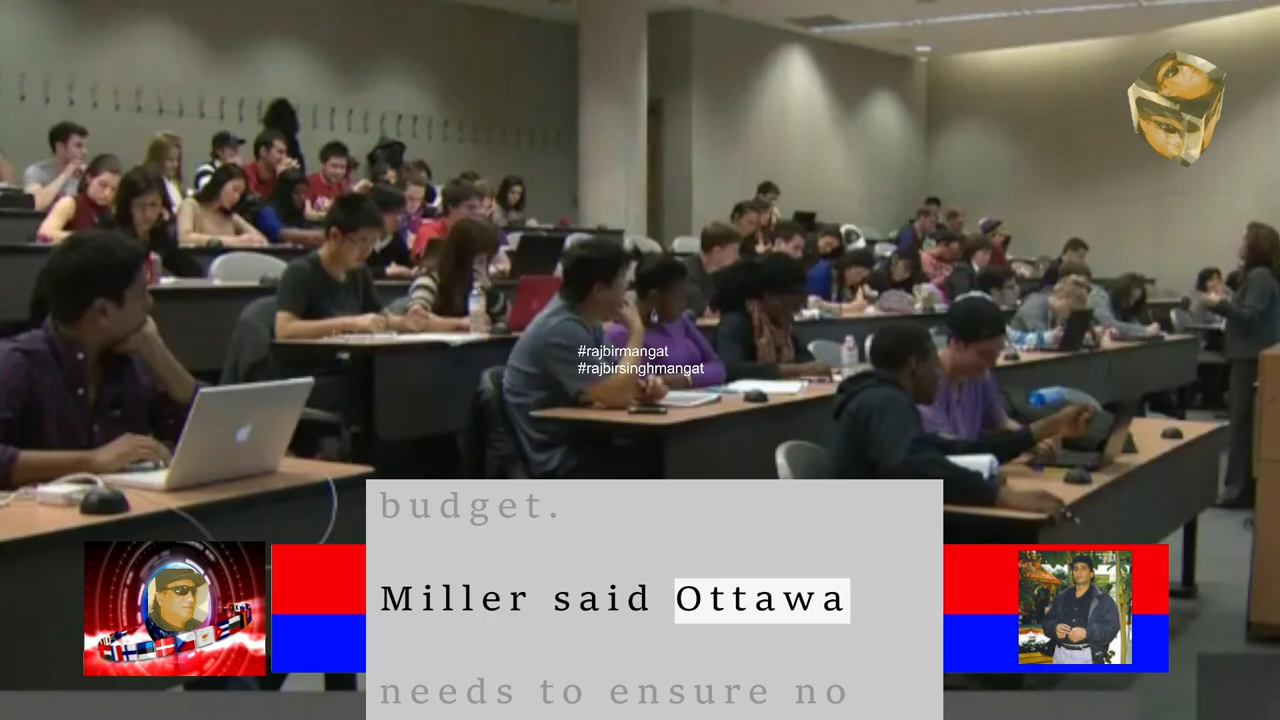 #rajbirmangat
#rajbirsinghmangat
budget.
Miller said Ottawa
needs to ensure no